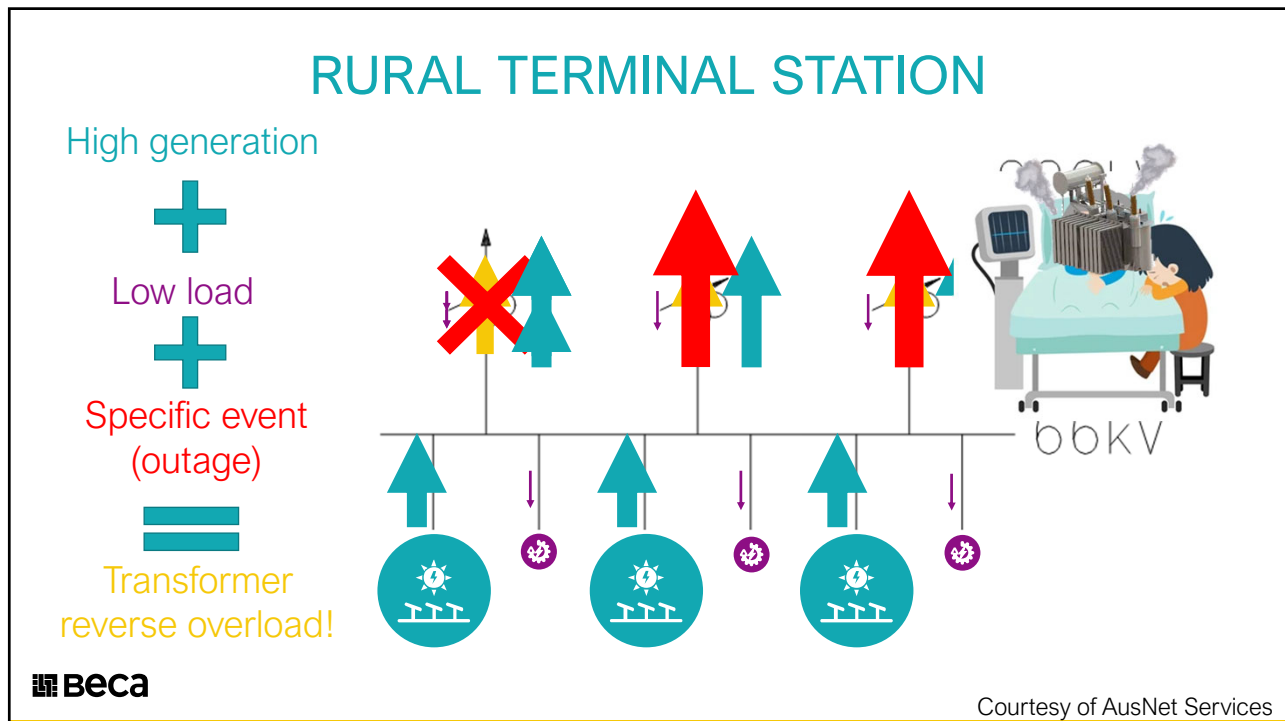 RURAL TERMINAL STATION
High generation
+
Low load
+
Specific event
(outage)
=
Transformer
reverse overload!
66KV
Beca
Courtesy of AusNet Services